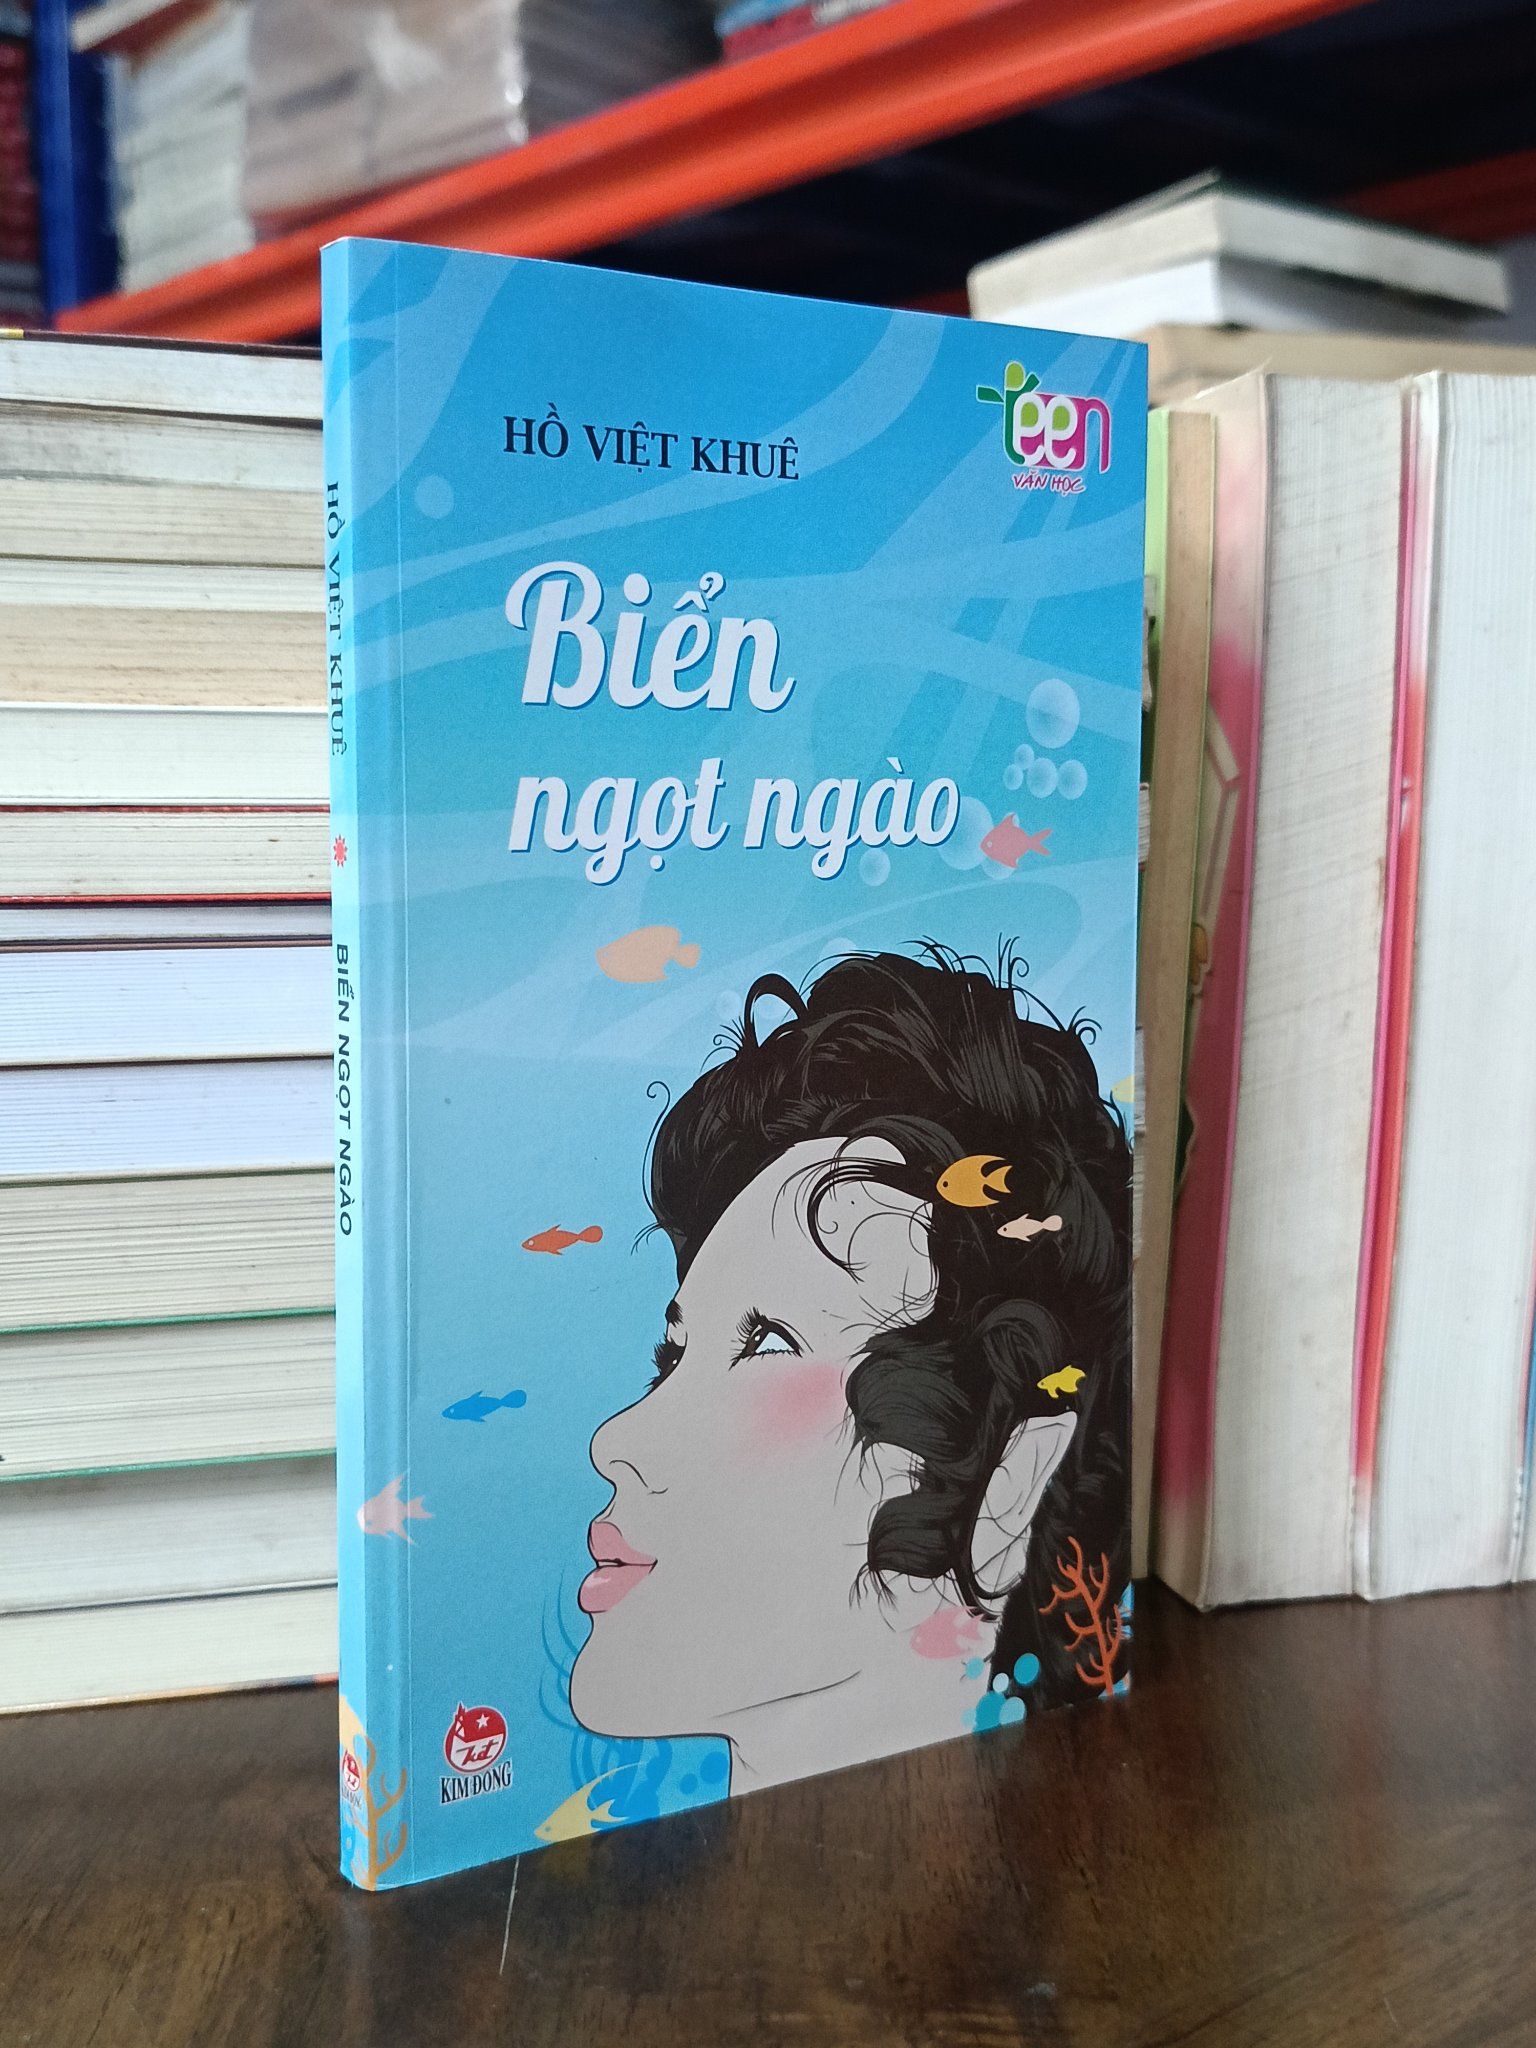 HỒ VIỆT KHUÊ
teen
VĂN HỌC
Biển
ngọt ngào
KIM ĐỒNG
HỒ VIỆT KHUÊ * BIỂN NGỌT NGÀO